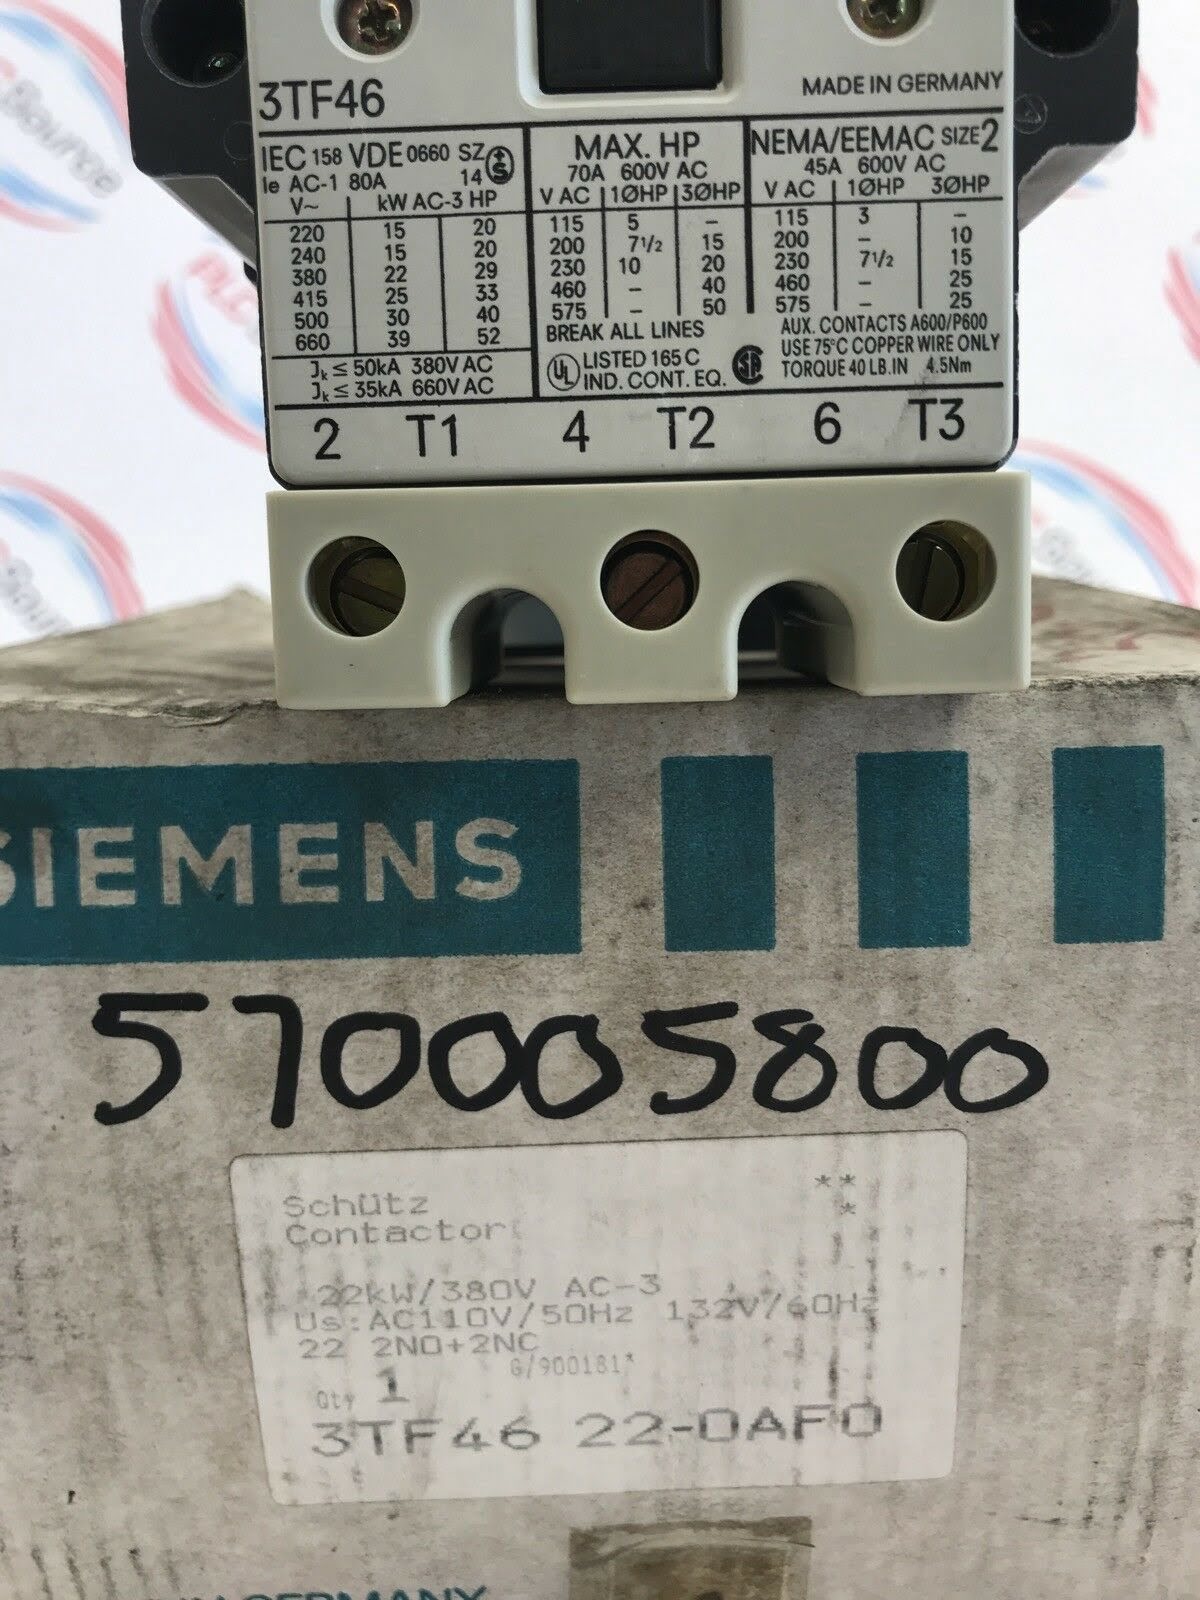 3TF46
MADE IN GERMANY
IEC 158 VDE 0660 SZ 14
Ie AC-1 80A
V~ kW AC-3 HP
220 15 20
240 15 20
380 22 29
415 25 33
500 30 40
660 39 52
Jk ≤ 50kA 380V AC
Jk ≤ 35kA 660V AC
MAX. HP
70A 600V AC
V AC 1ØHP 3ØHP
115 5 –
200 7 1/2 15
230 10 20
460 – 40
575 – 50
BREAK ALL LINES
UL LISTED 165 C
IND. CONT. EQ.
NEMA/EEMAC SIZE 2
45A 600V AC
V AC 1ØHP 3ØHP
115 3 –
200 – 10
230 7 1/2 15
460 – 25
575 – 25
AUX. CONTACTS A600/P600
USE 75°C COPPER WIRE ONLY
TORQUE 40 LB.IN 4.5Nm
2 T1 4 T2 6 T3
SIEMENS
570005800
Schütz
Contactor
**
*
22kW/380V AC-3
Us:AC110V/50Hz 132V/60Hz
22 2NO+2NC
G/900181*
Qty 1
3TF46 22-0AF0
GERMANY